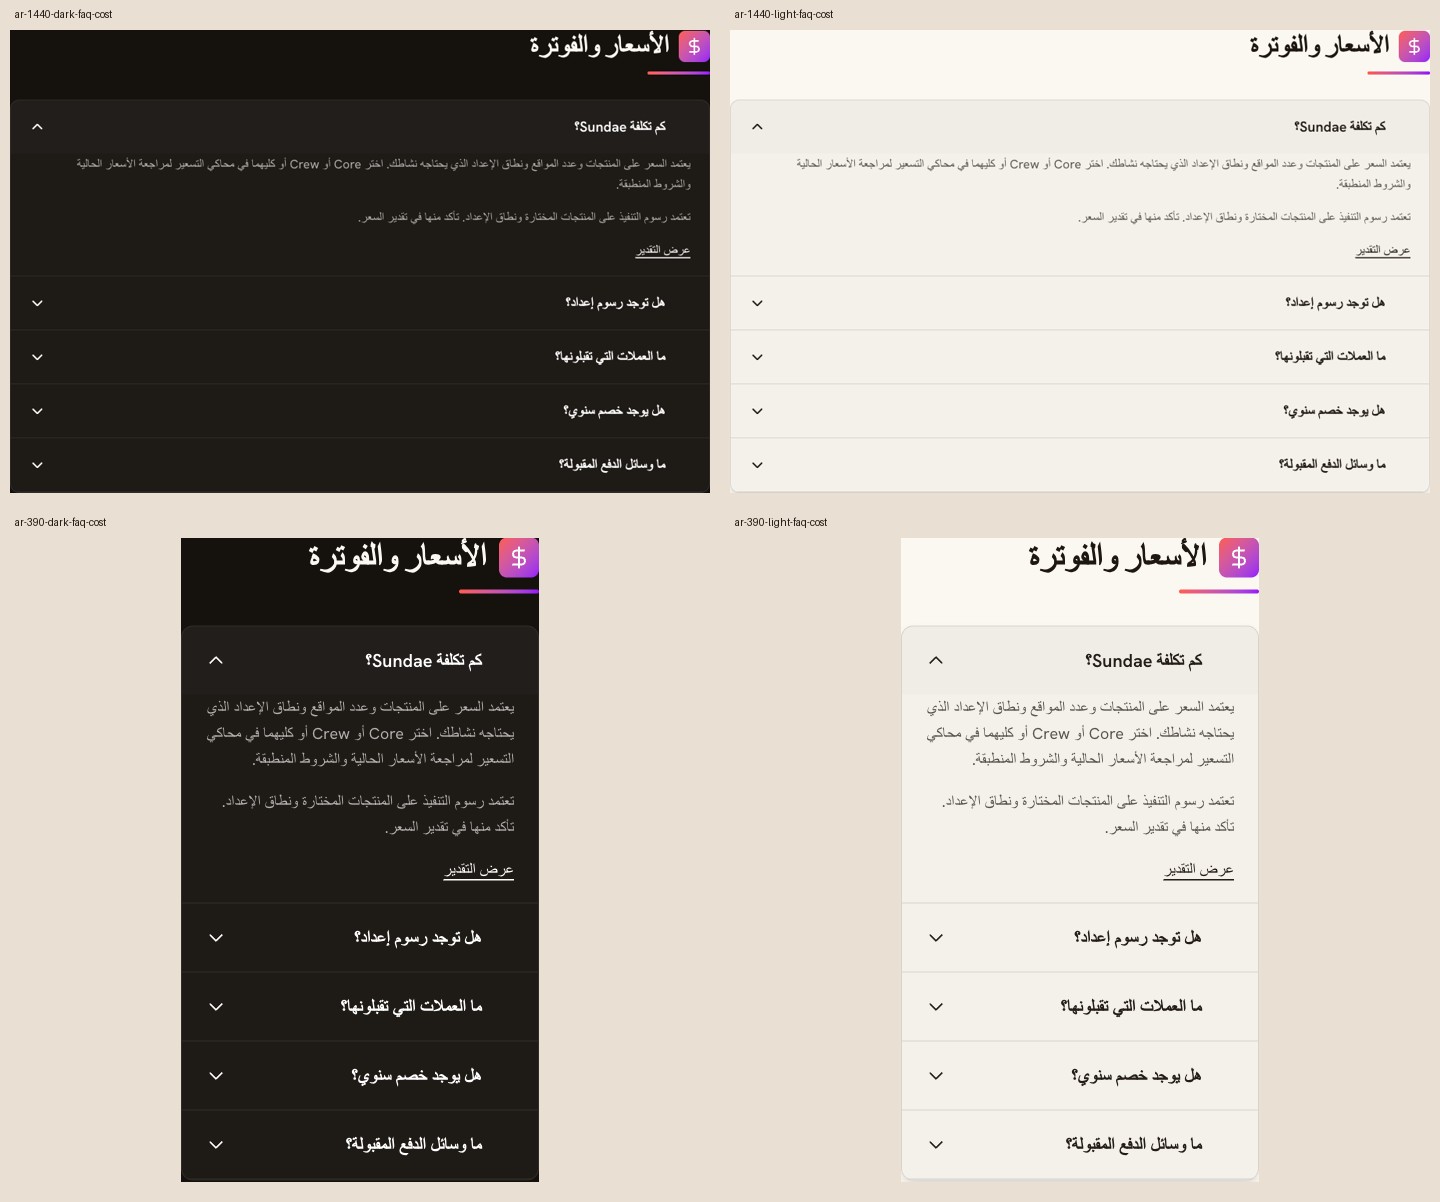 ar-1440-dark-faq-cost
الأسعار والفوترة
كم تكلفة Sundae؟
يعتمد السعر على المنتجات وعدد المواقع ونطاق الإعداد الذي يحتاجه نشاطك. اختر Core أو Crew أو كليهما في محاكي التسعير لمراجعة الأسعار الحالية
والشروط المنطبقة.
تعتمد رسوم التنفيذ على المنتجات المختارة ونطاق الإعداد. تأكد منها في تقدير السعر.
عرض التقدير
هل توجد رسوم إعداد؟
ما العملات التي تقبلونها؟
هل يوجد خصم سنوي؟
ما وسائل الدفع المقبولة؟
ar-1440-light-faq-cost
الأسعار والفوترة
كم تكلفة Sundae؟
يعتمد السعر على المنتجات وعدد المواقع ونطاق الإعداد الذي يحتاجه نشاطك. اختر Core أو Crew أو كليهما في محاكي التسعير لمراجعة الأسعار الحالية
والشروط المنطبقة.
تعتمد رسوم التنفيذ على المنتجات المختارة ونطاق الإعداد. تأكد منها في تقدير السعر.
عرض التقدير
هل توجد رسوم إعداد؟
ما العملات التي تقبلونها؟
هل يوجد خصم سنوي؟
ما وسائل الدفع المقبولة؟
ar-390-dark-faq-cost
الأسعار والفوترة
كم تكلفة Sundae؟
يعتمد السعر على المنتجات وعدد المواقع ونطاق الإعداد الذي
يحتاجه نشاطك. اختر Core أو Crew أو كليهما في محاكي
التسعير لمراجعة الأسعار الحالية والشروط المنطبقة.
تعتمد رسوم التنفيذ على المنتجات المختارة ونطاق الإعداد.
تأكد منها في تقدير السعر.
عرض التقدير
هل توجد رسوم إعداد؟
ما العملات التي تقبلونها؟
هل يوجد خصم سنوي؟
ما وسائل الدفع المقبولة؟
ar-390-light-faq-cost
الأسعار والفوترة
كم تكلفة Sundae؟
يعتمد السعر على المنتجات وعدد المواقع ونطاق الإعداد الذي
يحتاجه نشاطك. اختر Core أو Crew أو كليهما في محاكي
التسعير لمراجعة الأسعار الحالية والشروط المنطبقة.
تعتمد رسوم التنفيذ على المنتجات المختارة ونطاق الإعداد.
تأكد منها في تقدير السعر.
عرض التقدير
هل توجد رسوم إعداد؟
ما العملات التي تقبلونها؟
هل يوجد خصم سنوي؟
ما وسائل الدفع المقبولة؟